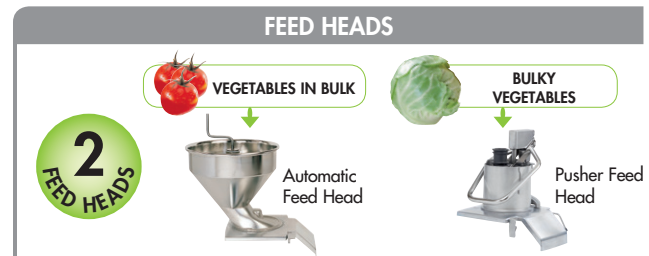 FEED HEADS
VEGETABLES IN BULK
BULKY
VEGETABLES
2
FEED HEADS
Automatic
Feed Head
Pusher Feed
Head